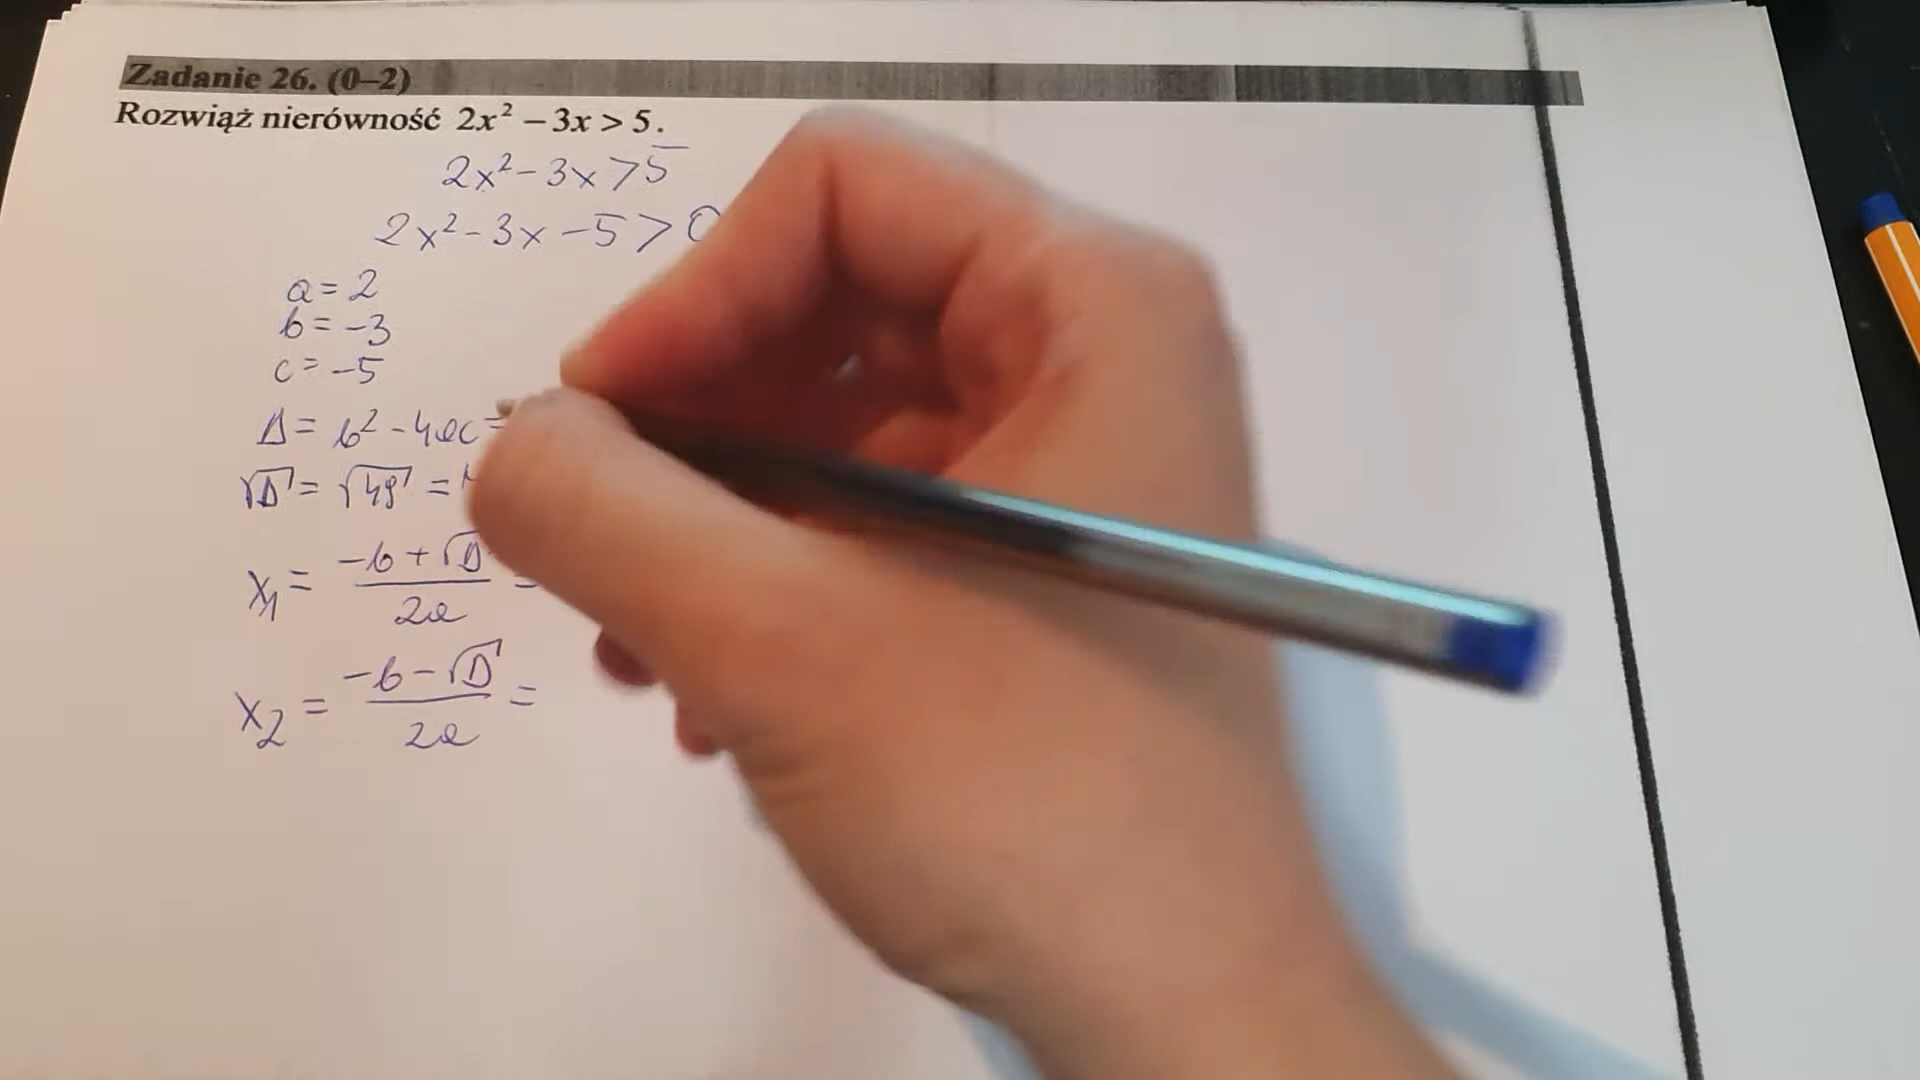 Zadanie 26. (0–2)
Rozwiąż nierówność 2x² – 3x > 5.
2x² - 3x > 5
2x² - 3x - 5 > 0
a = 2
b = -3
c = -5
Δ = b² - 4ac =
√Δ = √49 =
x₁ = (-b + √Δ)/2a =
x₂ = (-b - √Δ)/2a =